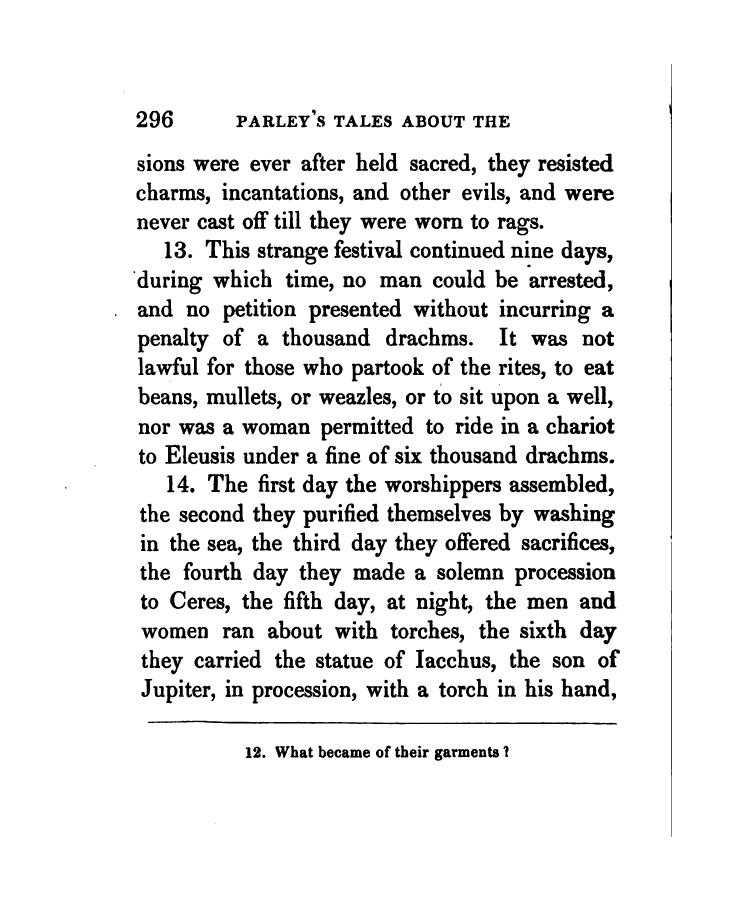 296 PARLEY'S TALES ABOUT THE
sions were ever after held sacred, they resisted
charms, incantations, and other evils, and were
never cast off till they were worn to rags.
13. This strange festival continued nine days,
during which time, no man could be arrested,
and no petition presented without incurring a
penalty of a thousand drachms. It was not
lawful for those who partook of the rites, to eat
beans, mullets, or weazles, or to sit upon a well,
nor was a woman permitted to ride in a chariot
to Eleusis under a fine of six thousand drachms.
14. The first day the worshippers assembled,
the second they purified themselves by washing
in the sea, the third day they offered sacrifices,
the fourth day they made a solemn procession
to Ceres, the fifth day, at night, the men and
women ran about with torches, the sixth day
they carried the statue of Iacchus, the son of
Jupiter, in procession, with a torch in his hand,
12. What became of their garments?